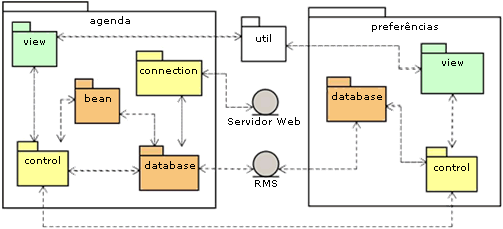 agenda
preferências
view
util
view
connection
bean
database
Servidor Web
control
database
RMS
control